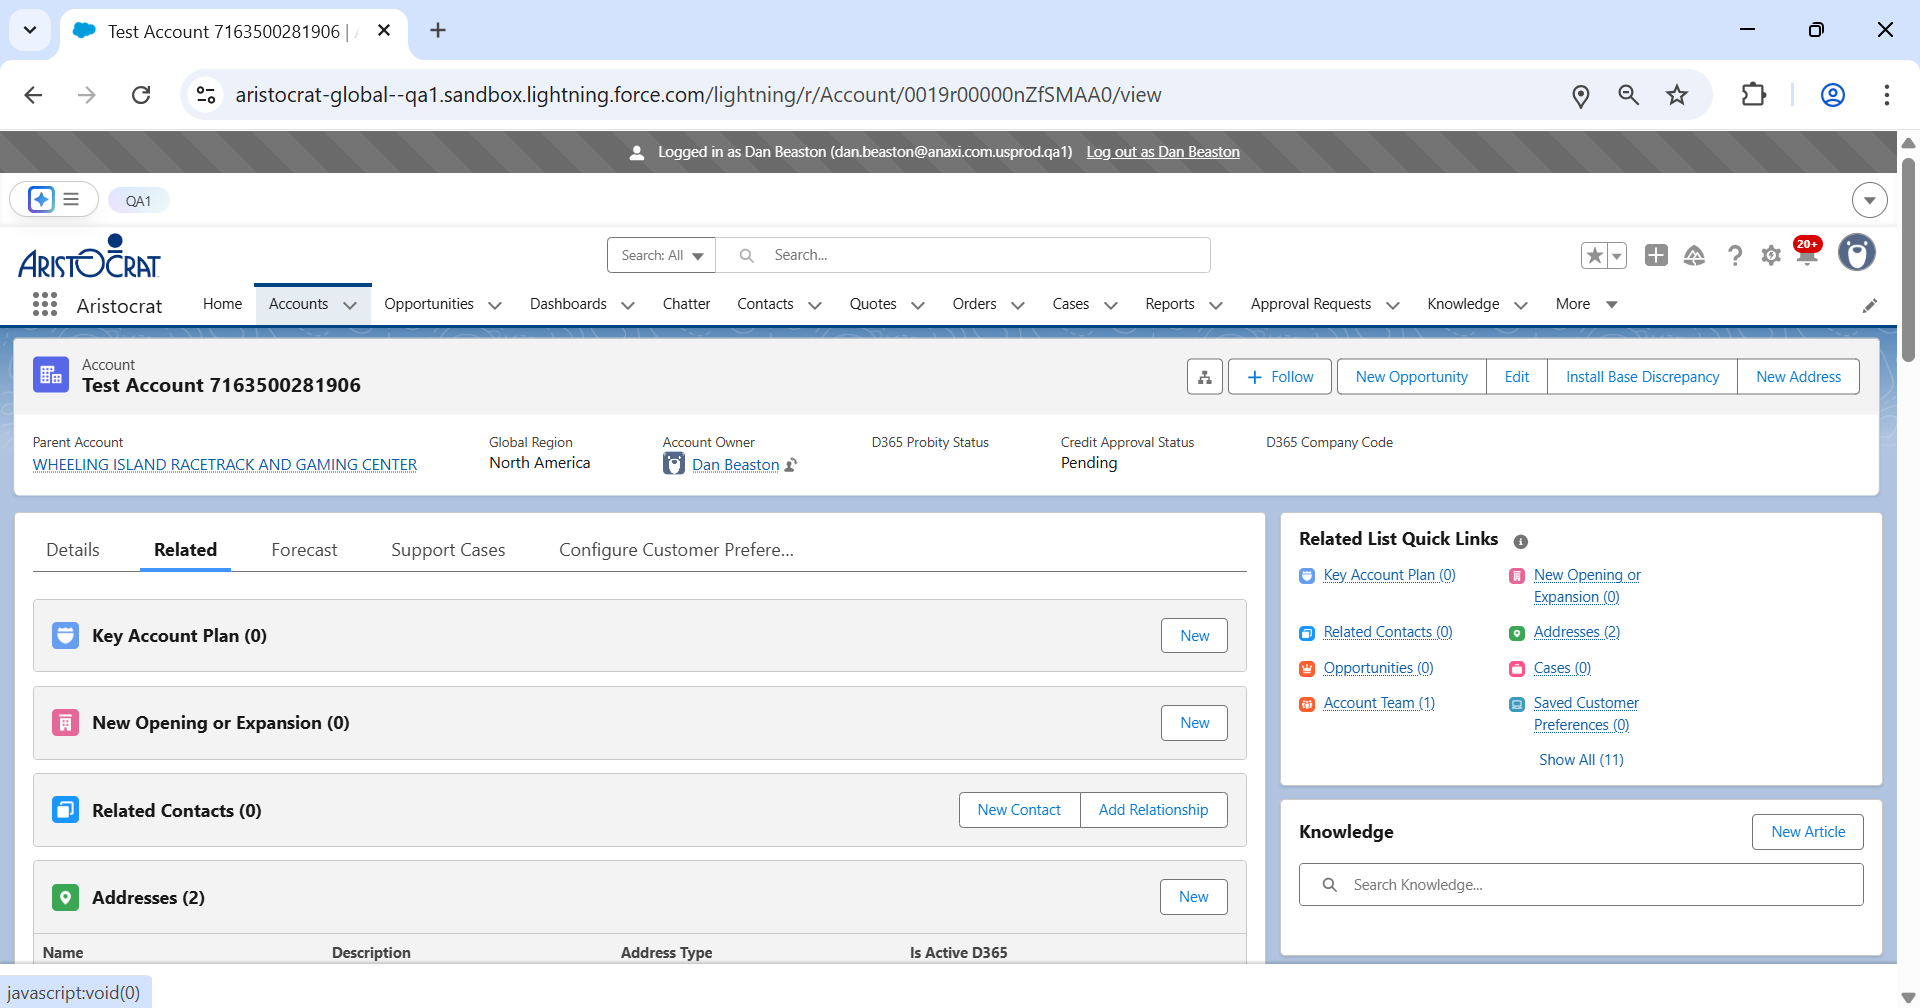 Test Account 7163500281906 |
aristocrat-global--qa1.sandbox.lightning.force.com/lightning/r/Account/0019r00000nZfSMAA0/view
Logged in as Dan Beaston (dan.beaston@anaxi.com.usprod.qa1) Log out as Dan Beaston
QA1
ARISTOCRAT
Search: All
Search...
20+
Aristocrat
Home
Accounts
Opportunities
Dashboards
Chatter
Contacts
Quotes
Orders
Cases
Reports
Approval Requests
Knowledge
More
Account
Test Account 7163500281906
Follow
New Opportunity
Edit
Install Base Discrepancy
New Address
Parent Account
WHEELING ISLAND RACETRACK AND GAMING CENTER
Global Region
North America
Account Owner
Dan Beaston
D365 Probity Status
Credit Approval Status
Pending
D365 Company Code
Details
Related
Forecast
Support Cases
Configure Customer Prefere...
Key Account Plan (0)
New
New Opening or Expansion (0)
New
Related Contacts (0)
New Contact
Add Relationship
Addresses (2)
New
Name
Description
Address Type
Is Active D365
Related List Quick Links
Key Account Plan (0)
New Opening or
Expansion (0)
Related Contacts (0)
Addresses (2)
Opportunities (0)
Cases (0)
Account Team (1)
Saved Customer
Preferences (0)
Show All (11)
Knowledge
New Article
Search Knowledge...
javascript:void(0)